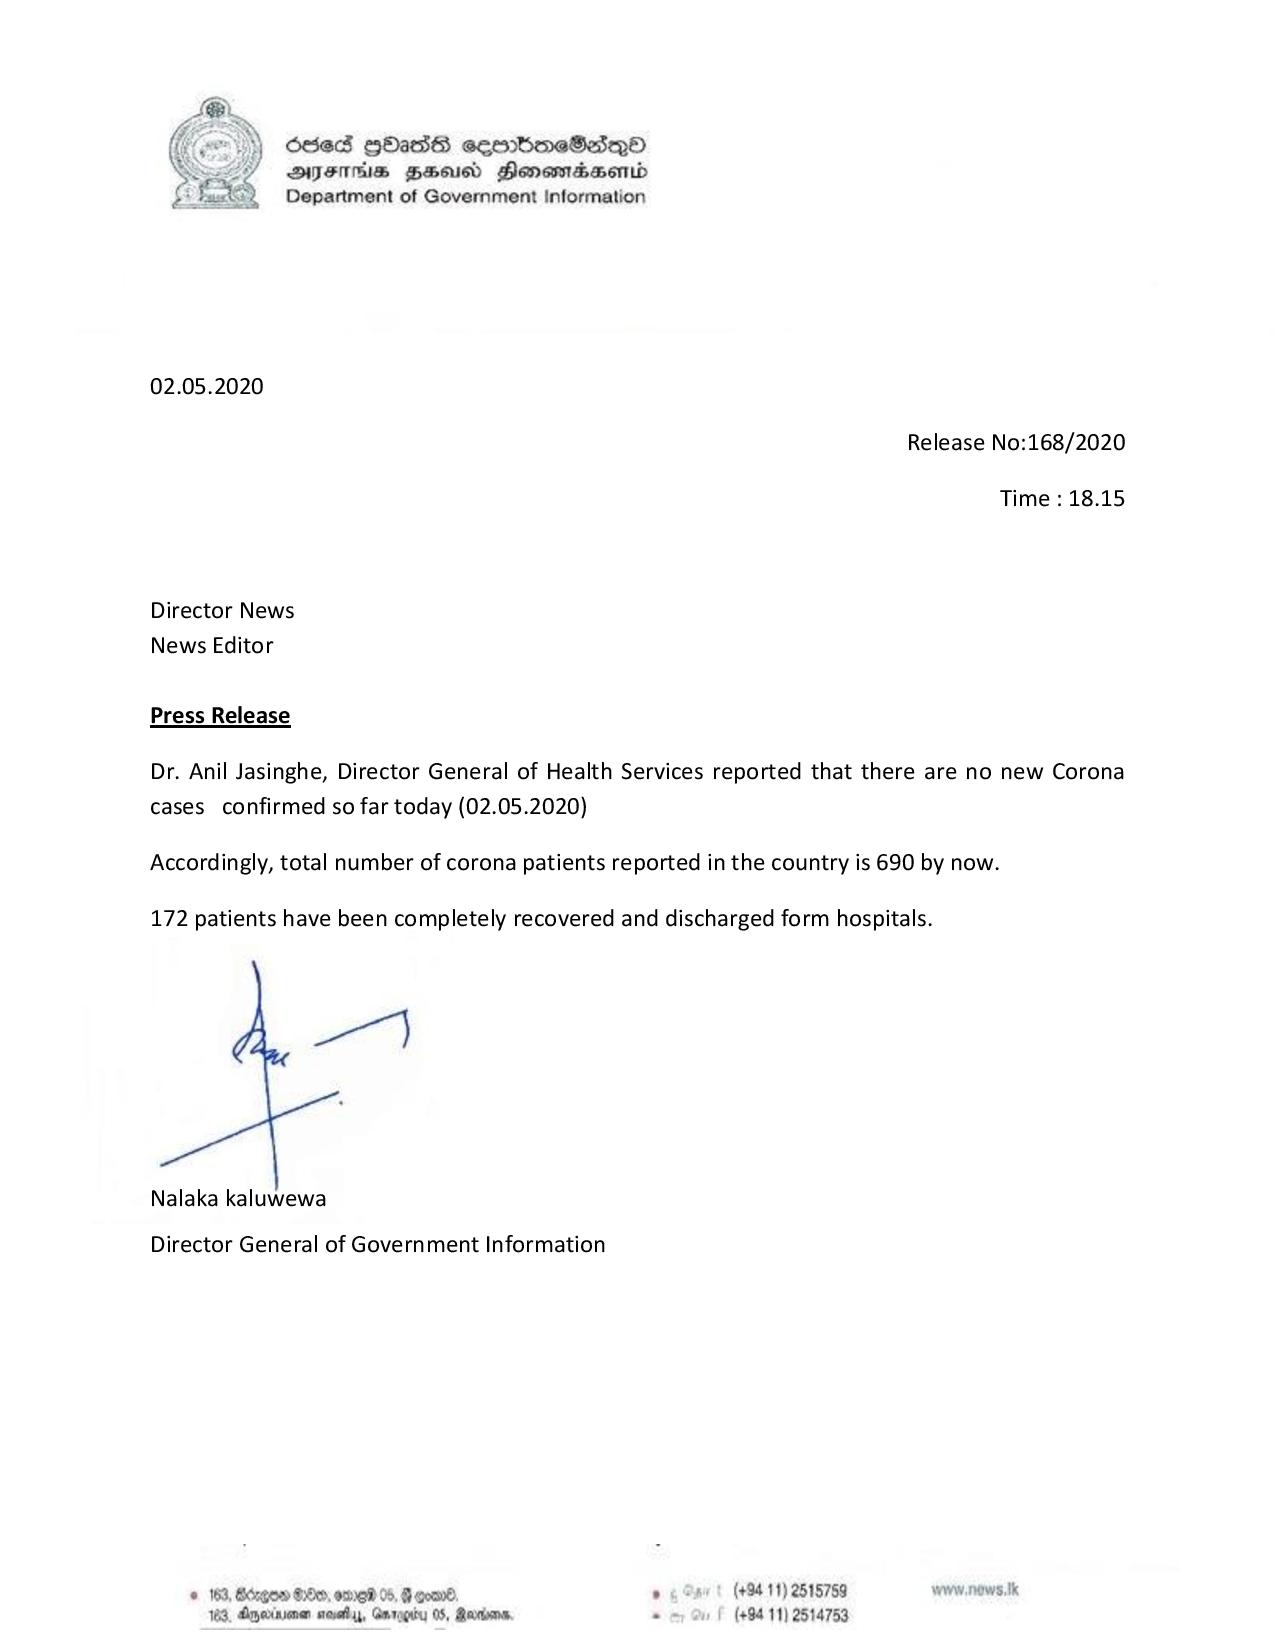 රජයේ ප්‍රවෘත්ති දෙපාර්තමේන්තුව
அரசாங்க தகவல் திணைக்களம்
Department of Government Information
02.05.2020
Release No:168/2020
Time : 18.15
Director News
News Editor
Press Release
Dr. Anil Jasinghe, Director General of Health Services reported that there are no new Corona
cases confirmed so far today (02.05.2020)
Accordingly, total number of corona patients reported in the country is 690 by now.
172 patients have been completely recovered and discharged form hospitals.
Nalaka kaluwewa
Director General of Government Information
163, කිරුළපන මාවත, කොළඹ 05, ශ්‍රී ලංකාව.
163, கிருலப்பனை எவனியூ, கொழும்பு 05, இலங்கை.
(+94 11) 2515759
(+94 11) 2514753
www.news.lk